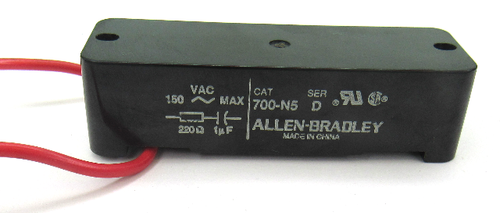 VAC
150 ~ MAX
220Ω 1µF
CAT SER
700-N5 D
ALLEN-BRADLEY
MADE IN CHINA